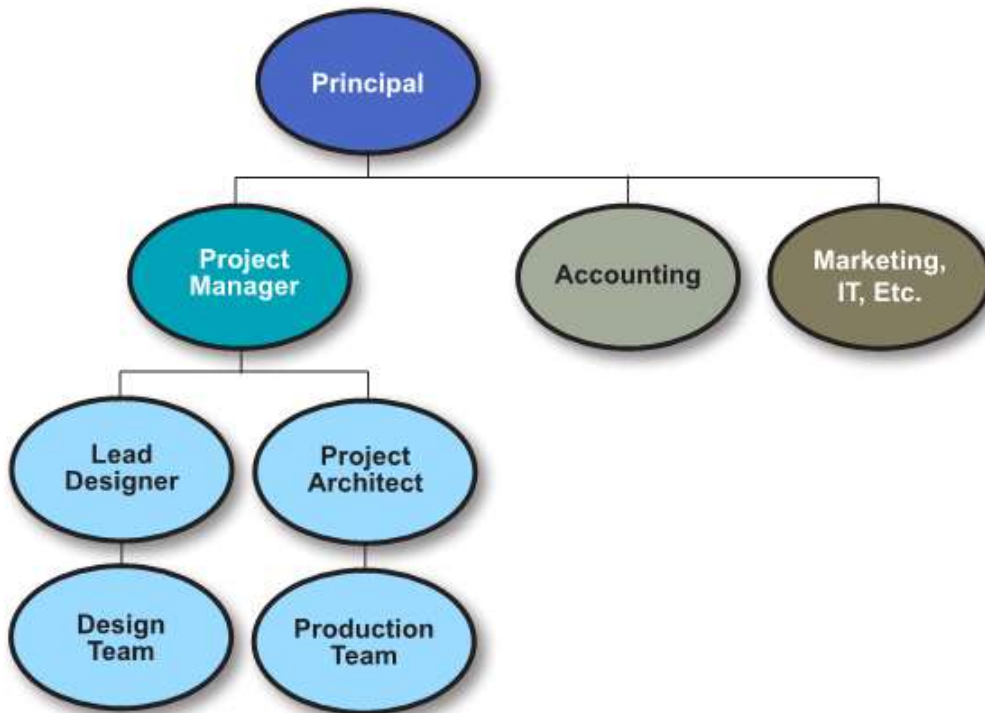 Principal
Project
Manager
Accounting
Marketing,
IT, Etc.
Lead
Designer
Project
Architect
Design
Team
Production
Team